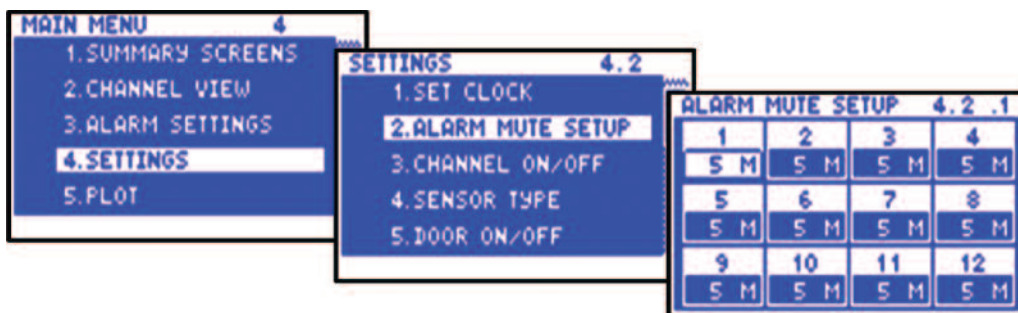 MAIN MENU 4
1.SUMMARY SCREENS
2.CHANNEL VIEW
3.ALARM SETTINGS
4.SETTINGS
5.PLOT
SETTINGS 4.2
1.SET CLOCK
2.ALARM MUTE SETUP
3.CHANNEL ON/OFF
4.SENSOR TYPE
5.DOOR ON/OFF
ALARM MUTE SETUP 4.2 .1
1 2 3 4
5 M 5 M 5 M 5 M
5 6 7 8
5 M 5 M 5 M 5 M
9 10 11 12
5 M 5 M 5 M 5 M